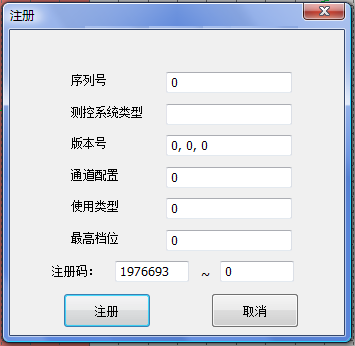 注册
序列号 0
测控系统类型
版本号 0, 0, 0
通道配置 0
使用类型 0
最高档位 0
注册码： 1976693 ~ 0
注册 取消